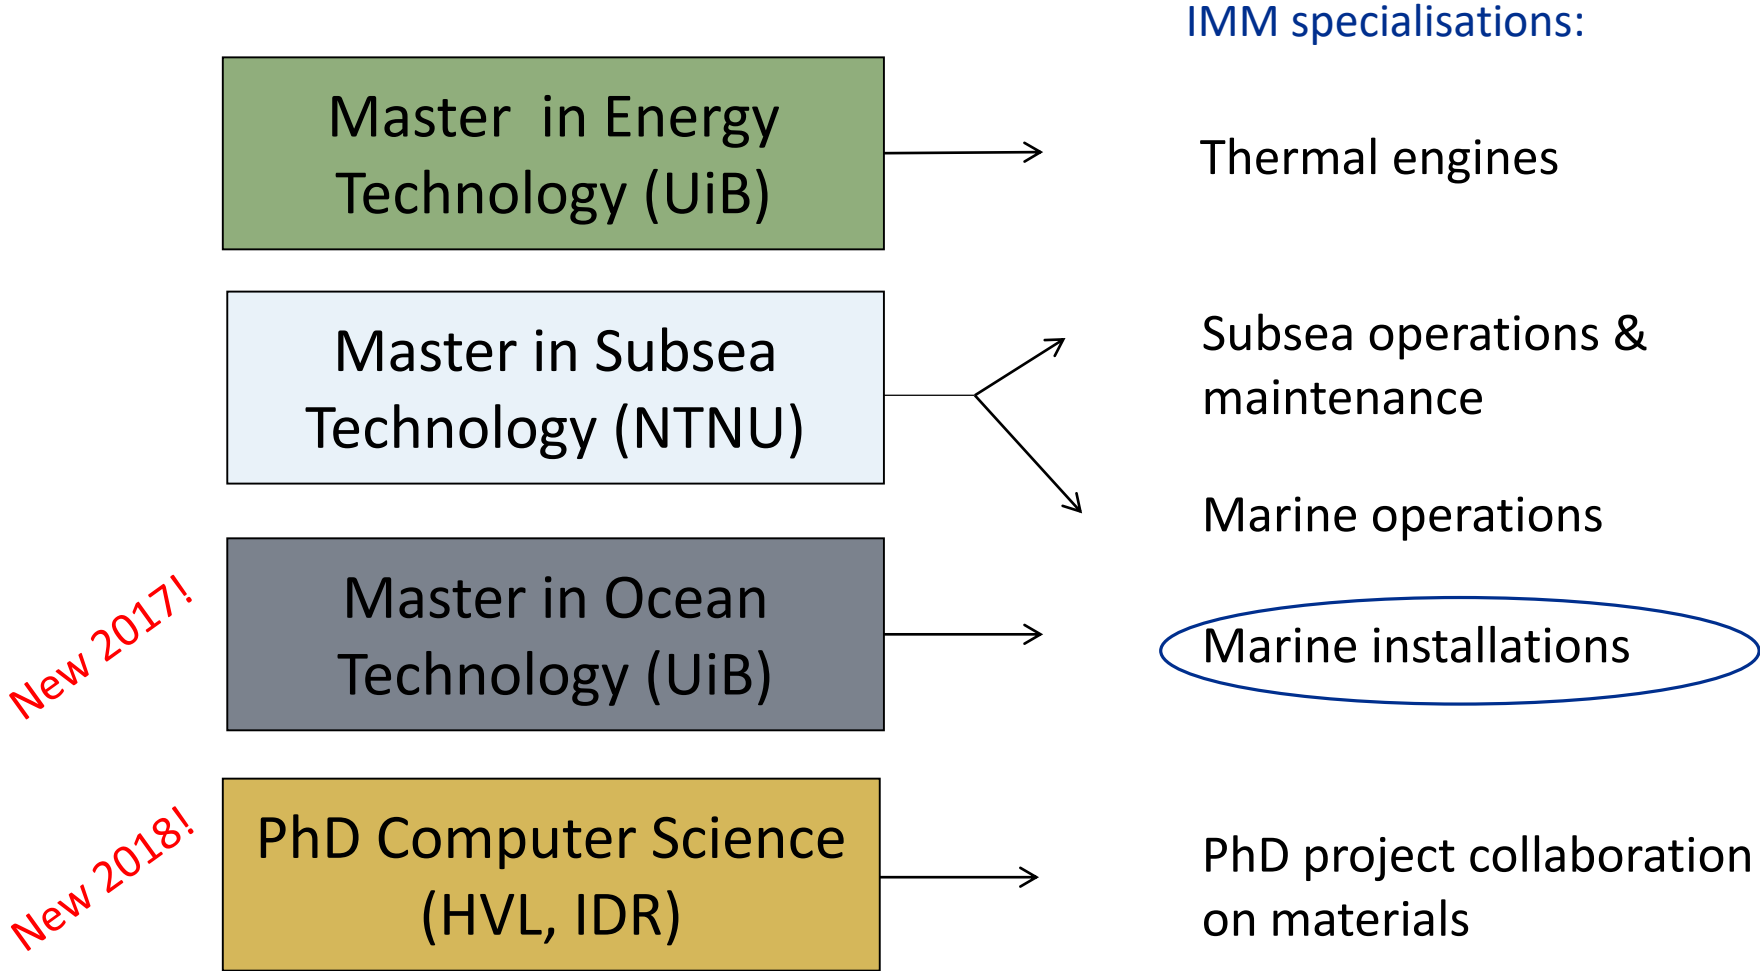 IMM specialisations:
Master in Energy
Technology (UiB)
Thermal engines
Master in Subsea
Technology (NTNU)
Subsea operations &
maintenance
Marine operations
New 2017!
Master in Ocean
Technology (UiB)
Marine installations
New 2018!
PhD Computer Science
(HVL, IDR)
PhD project collaboration
on materials